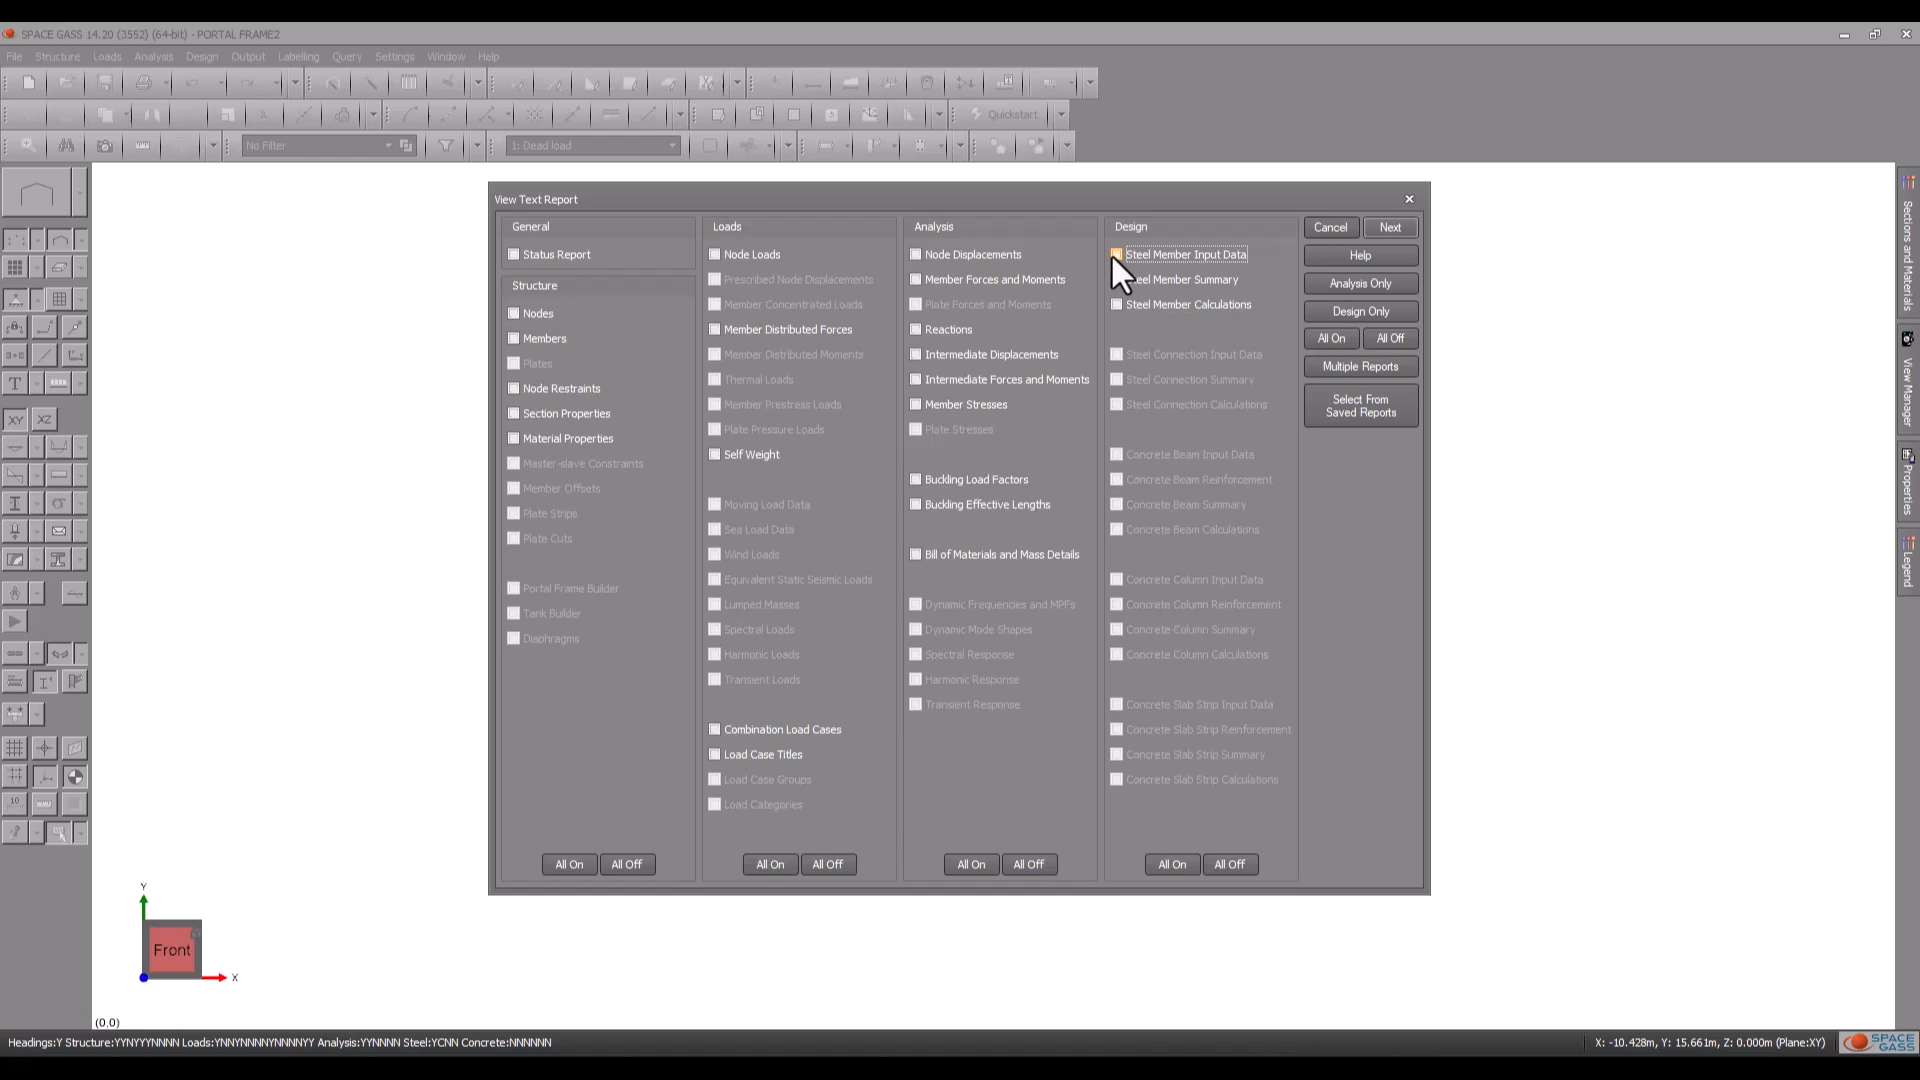 SPACE GASS 14.20 (3552) (64-bit) - PORTAL FRAME2
File Structure Loads Analysis Design Output Labelling Query Settings Window Help
Quickstart
No Filter
1: Dead load
View Text Report
General
Status Report
Structure
Nodes
Members
Plates
Node Restraints
Section Properties
Material Properties
Master-slave Constraints
Member Offsets
Plate Strips
Plate Cuts
Portal Frame Builder
Tank Builder
Diaphragms
All On All Off
Loads
Node Loads
Prescribed Node Displacements
Member Concentrated Loads
Member Distributed Forces
Member Distributed Moments
Thermal Loads
Member Prestress Loads
Plate Pressure Loads
Self Weight
Moving Load Data
Sea Load Data
Wind Loads
Equivalent Static Seismic Loads
Lumped Masses
Spectral Loads
Harmonic Loads
Transient Loads
Combination Load Cases
Load Case Titles
Load Case Groups
Load Categories
All On All Off
Analysis
Node Displacements
Member Forces and Moments
Plate Forces and Moments
Reactions
Intermediate Displacements
Intermediate Forces and Moments
Member Stresses
Plate Stresses
Buckling Load Factors
Buckling Effective Lengths
Bill of Materials and Mass Details
Dynamic Frequencies and MPFs
Dynamic Mode Shapes
Spectral Response
Harmonic Response
Transient Response
All On All Off
Design
Steel Member Input Data
Member Summary
Steel Member Calculations
Steel Connection Input Data
Steel Connection Summary
Steel Connection Calculations
Concrete Beam Input Data
Concrete Beam Reinforcement
Concrete Beam Summary
Concrete Beam Calculations
Concrete Column Input Data
Concrete Column Reinforcement
Concrete Column Summary
Concrete Column Calculations
Concrete Slab Strip Input Data
Concrete Slab Strip Reinforcement
Concrete Slab Strip Summary
Concrete Slab Strip Calculations
All On All Off
Cancel Next
Help
Analysis Only
Design Only
All On All Off
Multiple Reports
Select From
Saved Reports
Sections and Materials
View Manager
Properties
Legend
T
XY XZ
10
Y
Front
X
(0,0)
Headings:Y Structure:YYNYYYNNNN Loads:YNNYNNNNYNNNNYY Analysis:YYNNNN Steel:YCNN Concrete:NNNNNN
X: -10.428m, Y: 15.661m, Z: 0.000m (Plane:XY)
SPACE
GASS